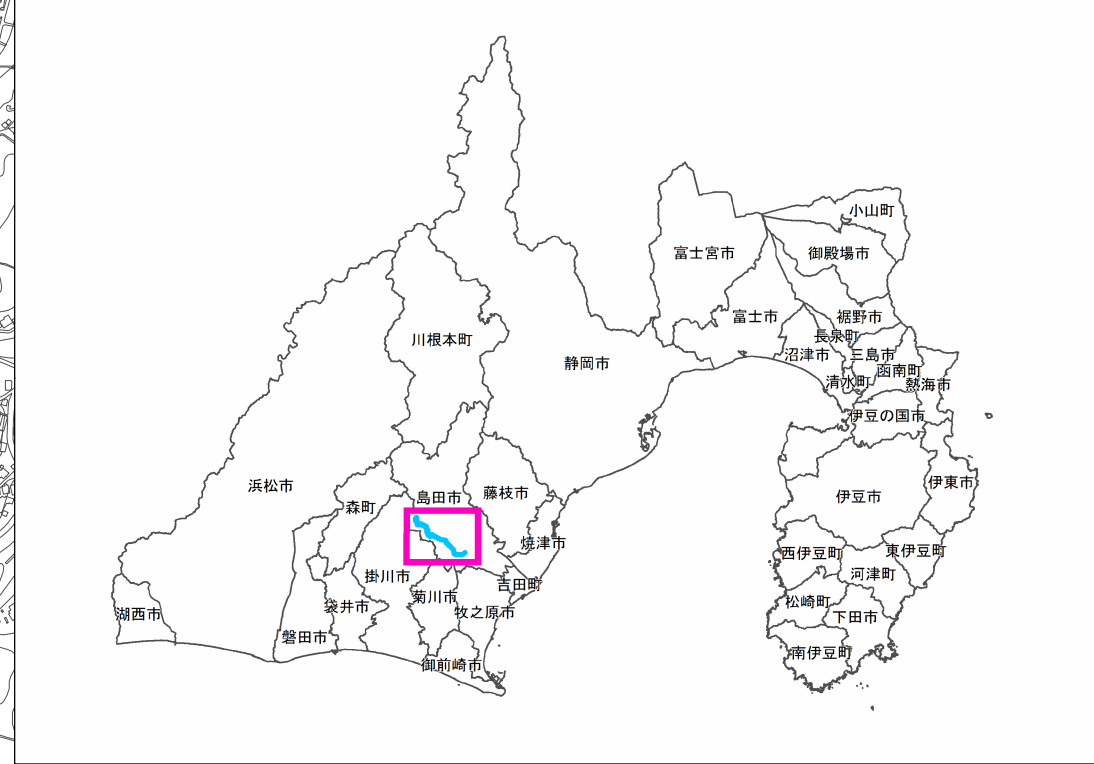 小山町
富士宮市
御殿場市
富士市
裾野市
長泉町
川根本町
沼津市
三島市
静岡市
函南町
清水町
熱海市
伊豆の国市
浜松市
島田市
藤枝市
伊東市
伊豆市
森町
焼津市
西伊豆町
東伊豆町
掛川市
河津町
吉田町
菊川市
松崎町
袋井市
湖西市
牧之原市
下田市
磐田市
南伊豆町
御前崎市